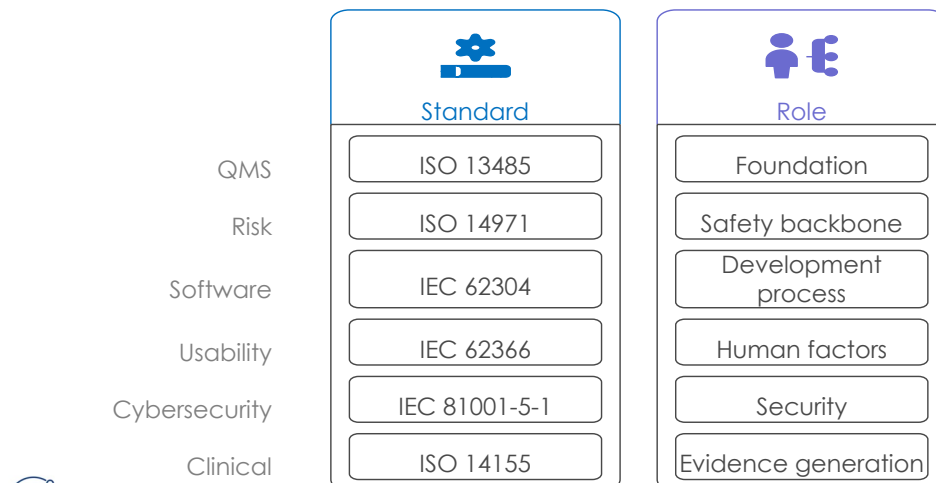 Standard Role
QMS ISO 13485 Foundation
Risk ISO 14971 Safety backbone
Software IEC 62304 Development process
Usability IEC 62366 Human factors
Cybersecurity IEC 81001-5-1 Security
Clinical ISO 14155 Evidence generation